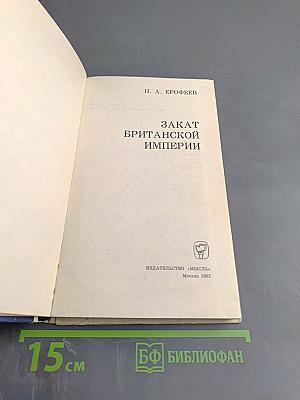 Н. А. ЕРОФЕЕВ
ЗАКАТ
БРИТАНСКОЙ
ИМПЕРИИ
ИЗДАТЕЛЬСТВО «МЫСЛЬ»
Москва 1967
15 см
БФ БИБЛИОФАН